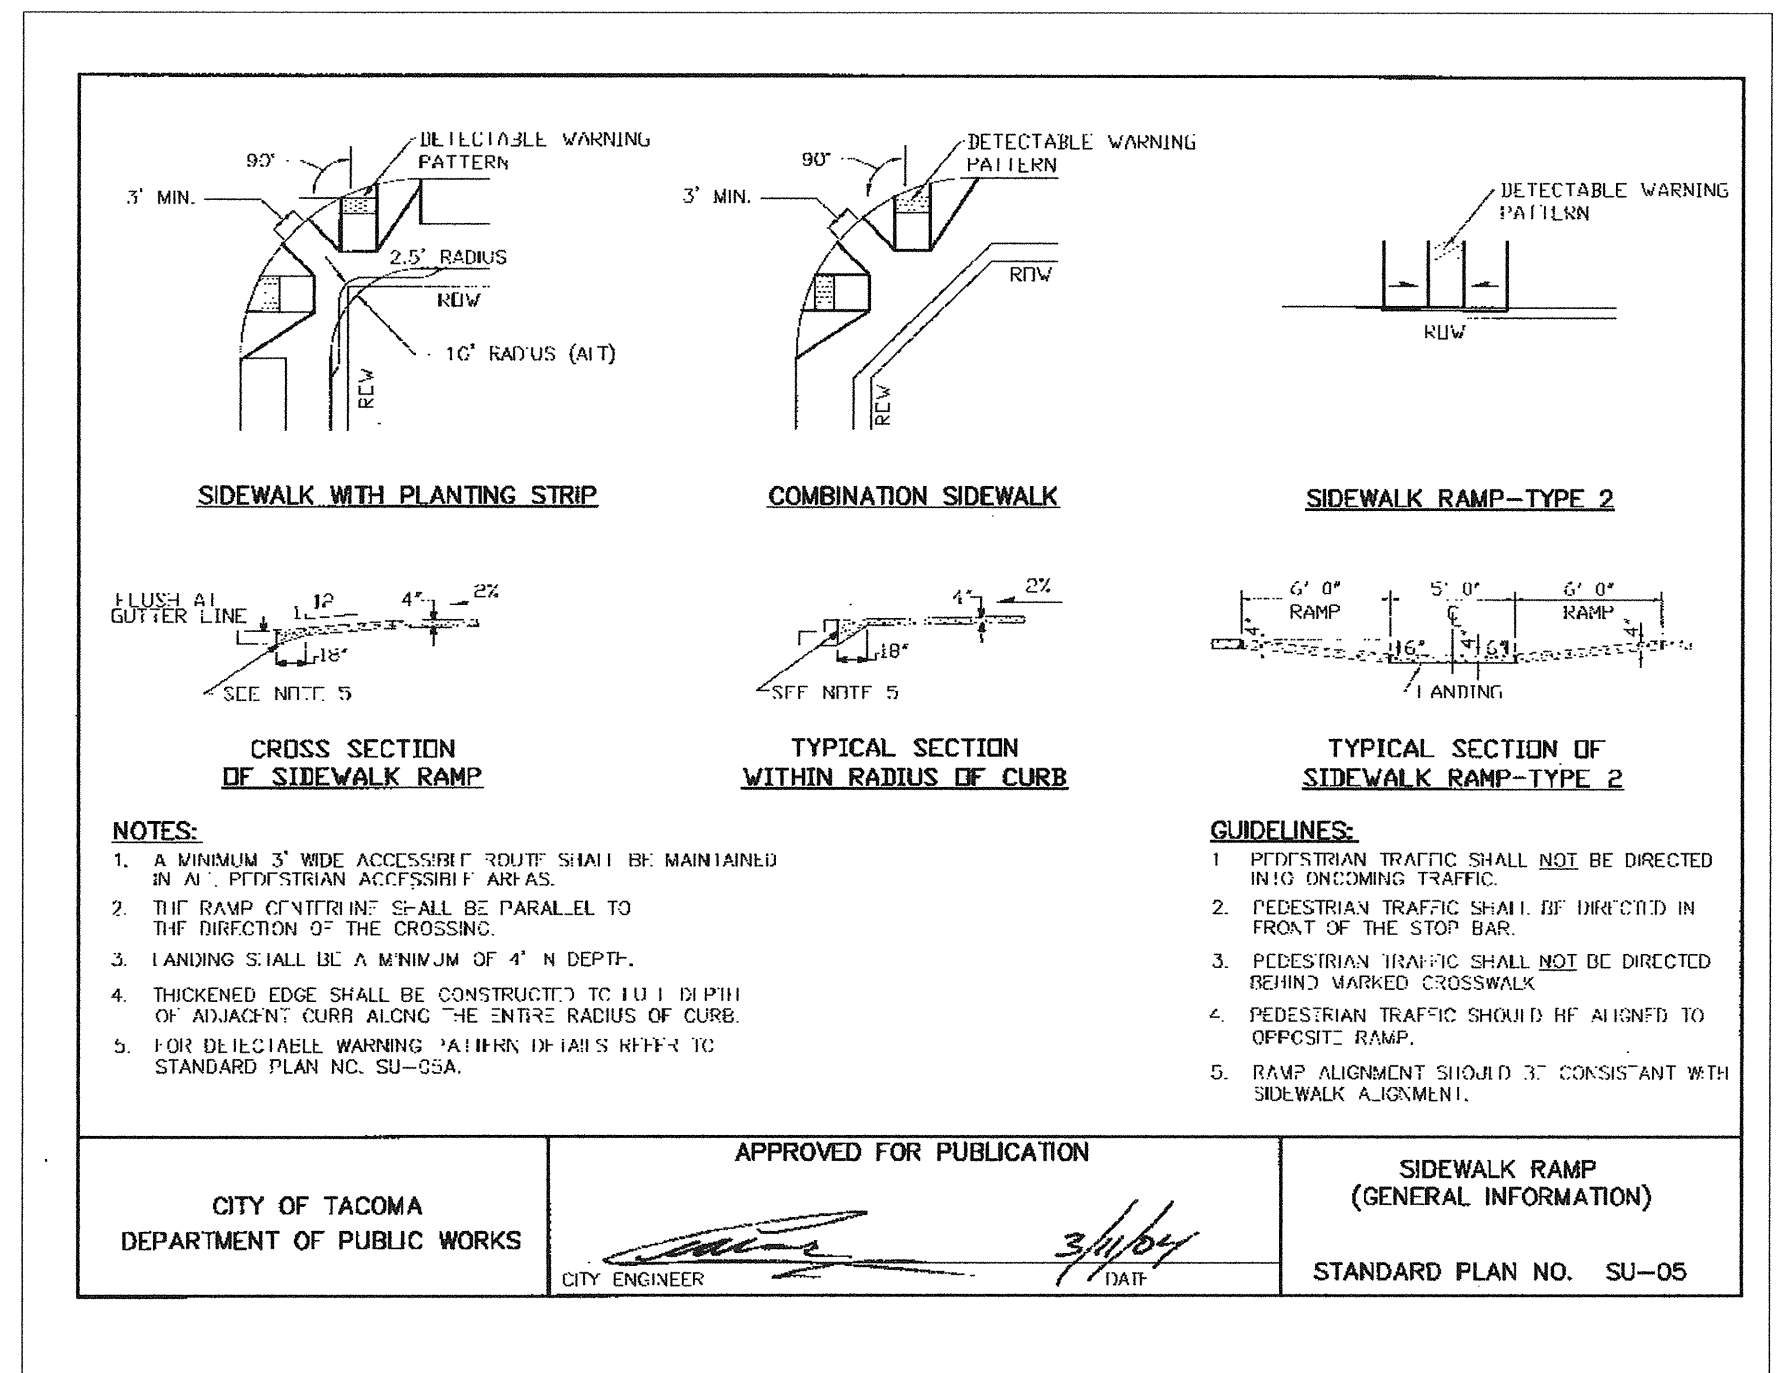 DETECTABLE WARNING
PATTERN
90°
3' MIN.
2.5' RADIUS
ROW
10' RADIUS (ALT)
ROW
SIDEWALK WITH PLANTING STRIP
DETECTABLE WARNING
PATTERN
90°
3' MIN.
ROW
ROW
COMBINATION SIDEWALK
DETECTABLE WARNING
PATTERN
ROW
SIDEWALK RAMP-TYPE 2
FLUSH AT
GUTTER LINE
12
1
4"
2%
18"
SEE NOTE 5
CROSS SECTION
OF SIDEWALK RAMP
4"
2%
18"
SEE NOTE 5
TYPICAL SECTION
WITHIN RADIUS OF CURB
6' 0"
RAMP
5' 0"
℄
6' 0"
RAMP
4"
6"
4"
6"
4"
LANDING
TYPICAL SECTION OF
SIDEWALK RAMP-TYPE 2
NOTES:
1. A MINIMUM 3' WIDE ACCESSIBLE ROUTE SHALL BE MAINTAINED
IN ALL PEDESTRIAN ACCESSIBLE AREAS.
2. THE RAMP CENTERLINE SHALL BE PARALLEL TO
THE DIRECTION OF THE CROSSING.
3. LANDING SHALL BE A MINIMUM OF 4' IN DEPTH.
4. THICKENED EDGE SHALL BE CONSTRUCTED TO FULL DEPTH
OF ADJACENT CURB ALONG THE ENTIRE RADIUS OF CURB.
5. FOR DETECTABLE WARNING PATTERN DETAILS REFER TO
STANDARD PLAN NO. SU-05A.
GUIDELINES:
1 PEDESTRIAN TRAFFIC SHALL NOT BE DIRECTED
INTO ONCOMING TRAFFIC.
2. PEDESTRIAN TRAFFIC SHALL BE DIRECTED IN
FRONT OF THE STOP BAR.
3. PEDESTRIAN TRAFFIC SHALL NOT BE DIRECTED
BEHIND MARKED CROSSWALK
4. PEDESTRIAN TRAFFIC SHOULD BE ALIGNED TO
OPPOSITE RAMP.
5. RAMP ALIGNMENT SHOULD BE CONSISTANT WITH
SIDEWALK ALIGNMENT.
CITY OF TACOMA
DEPARTMENT OF PUBLIC WORKS
APPROVED FOR PUBLICATION
3/11/04
CITY ENGINEER
DATE
SIDEWALK RAMP
(GENERAL INFORMATION)
STANDARD PLAN NO. SU-05